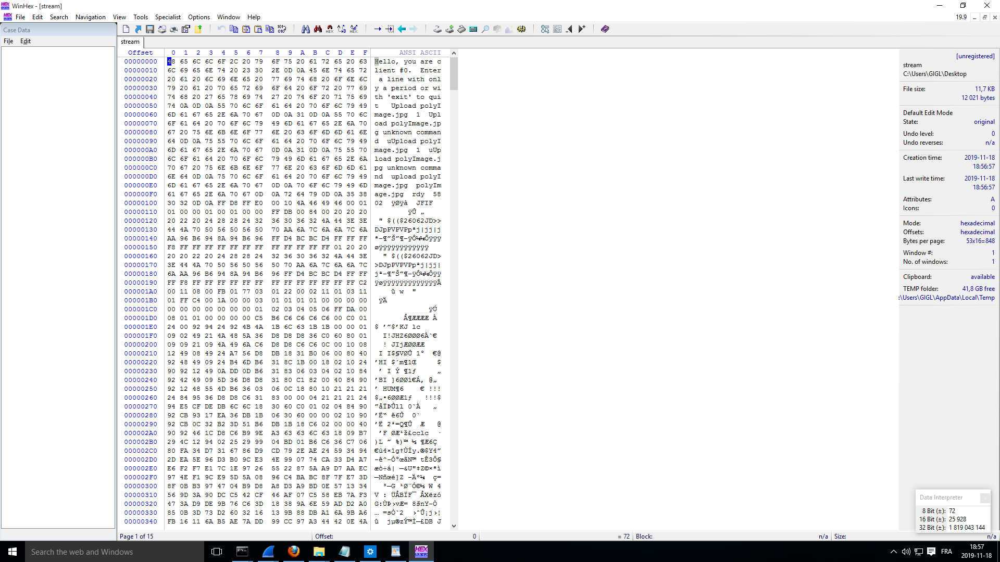 WinHex - [stream]
File Edit Search Navigation View Tools Specialist Options Window Help
19.9
Case Data
File Edit
stream
Offset 0 1 2 3 4 5 6 7 8 9 A B C D E F ANSI ASCII
00000000 48 65 6C 6C 6F 2C 20 79 6F 75 20 61 72 65 20 63 Hello, you are c
00000010 6C 69 65 6E 74 20 23 30 2E 0D 0A 45 6E 74 65 72 lient #0. Enter
00000020 20 61 20 6C 69 6E 65 20 77 69 74 68 20 6F 6E 6C a line with onl
00000030 79 20 61 20 70 65 72 69 6F 64 20 6F 72 20 77 69 y a period or wi
00000040 74 68 20 27 65 78 69 74 27 20 74 6F 20 71 75 69 th 'exit' to qui
00000050 74 0A 0D 0A 55 70 6C 6F 61 64 20 70 6F 6C 79 49 t Upload polyI
00000060 6D 61 67 65 2E 6A 70 67 0D 0A 31 0D 0A 55 70 6C mage.jpg 1 Upl
00000070 6F 61 64 20 70 6F 6C 79 49 6D 61 67 65 2E 6A 70 oad polyImage.jp
00000080 67 20 75 6E 6B 6E 6F 77 6E 20 63 6F 6D 6D 61 6E g unknown comman
00000090 64 0D 0A 75 55 70 6C 6F 61 64 20 70 6F 6C 79 49 d uUpload polyI
000000A0 6D 61 67 65 2E 6A 70 67 0D 0A 31 0D 0A 75 55 70 mage.jpg 1 uUp
000000B0 6C 6F 61 64 20 70 6F 6C 79 49 6D 61 67 65 2E 6A load polyImage.j
000000C0 70 67 20 75 6E 6B 6E 6F 77 6E 20 63 6F 6D 6D 61 pg unknown comma
000000D0 6E 64 0D 0A 75 70 6C 6F 61 64 20 70 6F 6C 79 49 nd upload polyI
000000E0 6D 61 67 65 2E 6A 70 67 0D 0A 70 6F 6C 79 49 6D mage.jpg polyIm
000000F0 61 67 65 2E 6A 70 67 0D 0A 72 64 79 0D 0A 35 38 age.jpg rdy 58
00000100 30 32 0D 0A FF D8 FF E0 00 10 4A 46 49 46 00 01 02 ÿØÿà JFIF
00000110 01 00 00 01 00 01 00 00 FF DB 00 84 00 20 20 20 ÿÛ „
00000120 20 22 20 24 28 28 24 32 36 30 36 32 4A 44 3E 3E " $(($26062JD>>
00000130 44 4A 70 50 56 50 56 50 70 AA 6A 7C 6A 6A 7C 6A DJpPVPVPpªj|jj|j
00000140 AA 96 B6 94 8A 94 B6 96 FF D4 BC BC D4 FF FF FF ª–¶”Š”¶–ÿÔ¼¼Ôÿÿÿ
00000150 F8 FF FF FF FF FF FF FF FF FF FF FF FF 01 20 20 øÿÿÿÿÿÿÿÿÿÿÿÿ
00000160 20 20 22 20 24 28 28 24 32 36 30 36 32 4A 44 3E " $(($26062JD>
00000170 3E 44 4A 70 50 56 50 56 50 70 AA 6A 7C 6A 6A 7C >DJpPVPVPpªj|jj|
00000180 6A AA 96 B6 94 8A 94 B6 96 FF D4 BC BC D4 FF FF jª–¶”Š”¶–ÿÔ¼¼Ôÿÿ
00000190 FF F8 FF FF FF FF FF FF FF FF FF FF FF FF FF C2 ÿøÿÿÿÿÿÿÿÿÿÿÿÿÿÂ
000001A0 00 11 08 00 FB 01 77 03 01 22 00 02 11 01 03 11 û w "
000001B0 01 FF C4 00 1A 00 00 03 01 01 01 01 00 00 00 00 ÿÄ
000001C0 00 00 00 00 00 00 00 01 02 03 04 05 06 FF DA 00 ÿÚ
000001D0 08 01 01 00 00 00 00 C5 B6 C6 C6 C6 C6 00 C0 01 Å¶ÆÆÆÆ À
000001E0 24 00 92 94 24 92 4B 4A 1B 6C 63 1B 1B 00 00 01 $ ’”$’KJ lc
000001F0 09 02 49 21 4A 48 5A 36 D8 D8 D8 36 C0 60 80 01 I!JHZ6ØØØ6À`€
00000200 09 09 21 09 4A 49 6A C6 D8 D8 C6 C6 0C 00 10 08 ! JIjÆØØÆÆ
00000210 12 49 08 49 24 A7 56 D8 DB 18 31 B0 06 00 80 40 I I$§VØÛ 1° €@
00000220 92 48 49 09 24 B4 6D B6 31 8C 1B 00 18 02 10 24 ’HI $´m¶1Œ $
00000230 90 92 12 49 0A DD 0D B6 31 83 06 03 04 02 10 84 ’ I Ý ¶1ƒ „
00000240 92 42 49 09 5D 36 D8 D8 31 80 C1 82 00 40 84 90 ’BI ]6ØØ1€Á‚ @„
00000250 92 12 48 55 4D B6 36 03 06 0C 18 80 10 21 21 21 ’ HUM¶6 € !!!
00000260 24 84 95 36 D8 D8 C6 31 83 00 00 04 21 21 21 24 $„•6ØØÆ1ƒ !!!$
00000270 94 E5 CF DE DB 6C 6C 18 30 60 C0 01 02 04 84 90 ”åÏÞÛll 0`À „
00000280 92 CB 93 17 EA 36 DB 1B 06 30 60 00 00 02 10 90 ’Ë“ ê6Û 0`
00000290 92 CB 0C 32 B2 3D 51 B6 DB 1B 18 C6 02 00 00 40 ’Ë 2²=Q¶Û Æ @
000002A0 90 92 46 1C D8 C6 B9 9E A3 63 63 6C 63 18 09 B7 ’F ØÆ¹ž£cclc ·
000002B0 29 4C 12 94 02 25 29 99 04 BD 01 B6 C6 36 C7 06 )L ” %)™ ½ ¶Æ6Ç
000002C0 80 FA 34 D7 31 67 86 D9 CD 79 2E AE 24 59 34 94 €ú4×1g†ÙÍy.®$Y4”
000002D0 2D EA 5E 96 D3 B0 9C E3 4E 99 07 74 CA 33 D4 A7 -ê^–Ó°œãN™ tÊ3Ô§
000002E0 E6 F2 F7 E1 7C 1E 97 26 55 22 87 5A A9 D7 AA EC æò÷á| —&U"‡Z©×ªì
000002F0 97 4E F1 9C E9 5D 5A 08 96 C4 BA BC 8F 7F E7 3D —Nñœé]Z –Äº¼ ç=
00000300 8F 0B B3 97 47 04 B9 D8 A8 D3 A9 BD 0E 57 13 34 ³—G ¹Ø¨Ó©½ W 4
00000310 56 9D 3A 90 DC C5 42 CF 46 AF 07 C5 58 EB 7A F3 V : ÜÅBÏF¯ ÅXëzó
00000320 47 3A D9 DE 9B 76 C6 3D 18 38 9A 6E 59 AD D2 A0 G:ÙÞ›vÆ= 8šnY-Ò
00000330 85 0B 3D 73 D2 60 32 16 13 9B 88 DB A1 6A 9B A6 … =sÒ`2 ›ˆÛ¡j›¦
00000340 FB 16 11 6A B5 AE 7A DD 99 CC 97 A3 44 42 0E 4A û jµ®zÝ™Ì—£DB J
[unregistered]
stream
C:\Users\GIGL\Desktop
File size: 11,7 KB
12 021 bytes
Default Edit Mode
State: original
Undo level: 0
Undo reverses: n/a
Creation time: 2019-11-18
18:56:57
Last write time: 2019-11-18
18:56:57
Attributes: A
Icons: 0
Mode: hexadecimal
Offsets: hexadecimal
Bytes per page: 53x16=848
Window #: 1
No. of windows: 1
Clipboard: available
TEMP folder: 41,8 GB free
:\Users\GIGL\AppData\Local\Temp
Data Interpreter
8 Bit (±): 72
16 Bit (±): 25 928
32 Bit (±): 1 819 043 144
Page 1 of 15 Offset: 0 = 72 Block: n/a Size: n/a
Search the web and Windows
HEX
FRA
18:57
2019-11-18